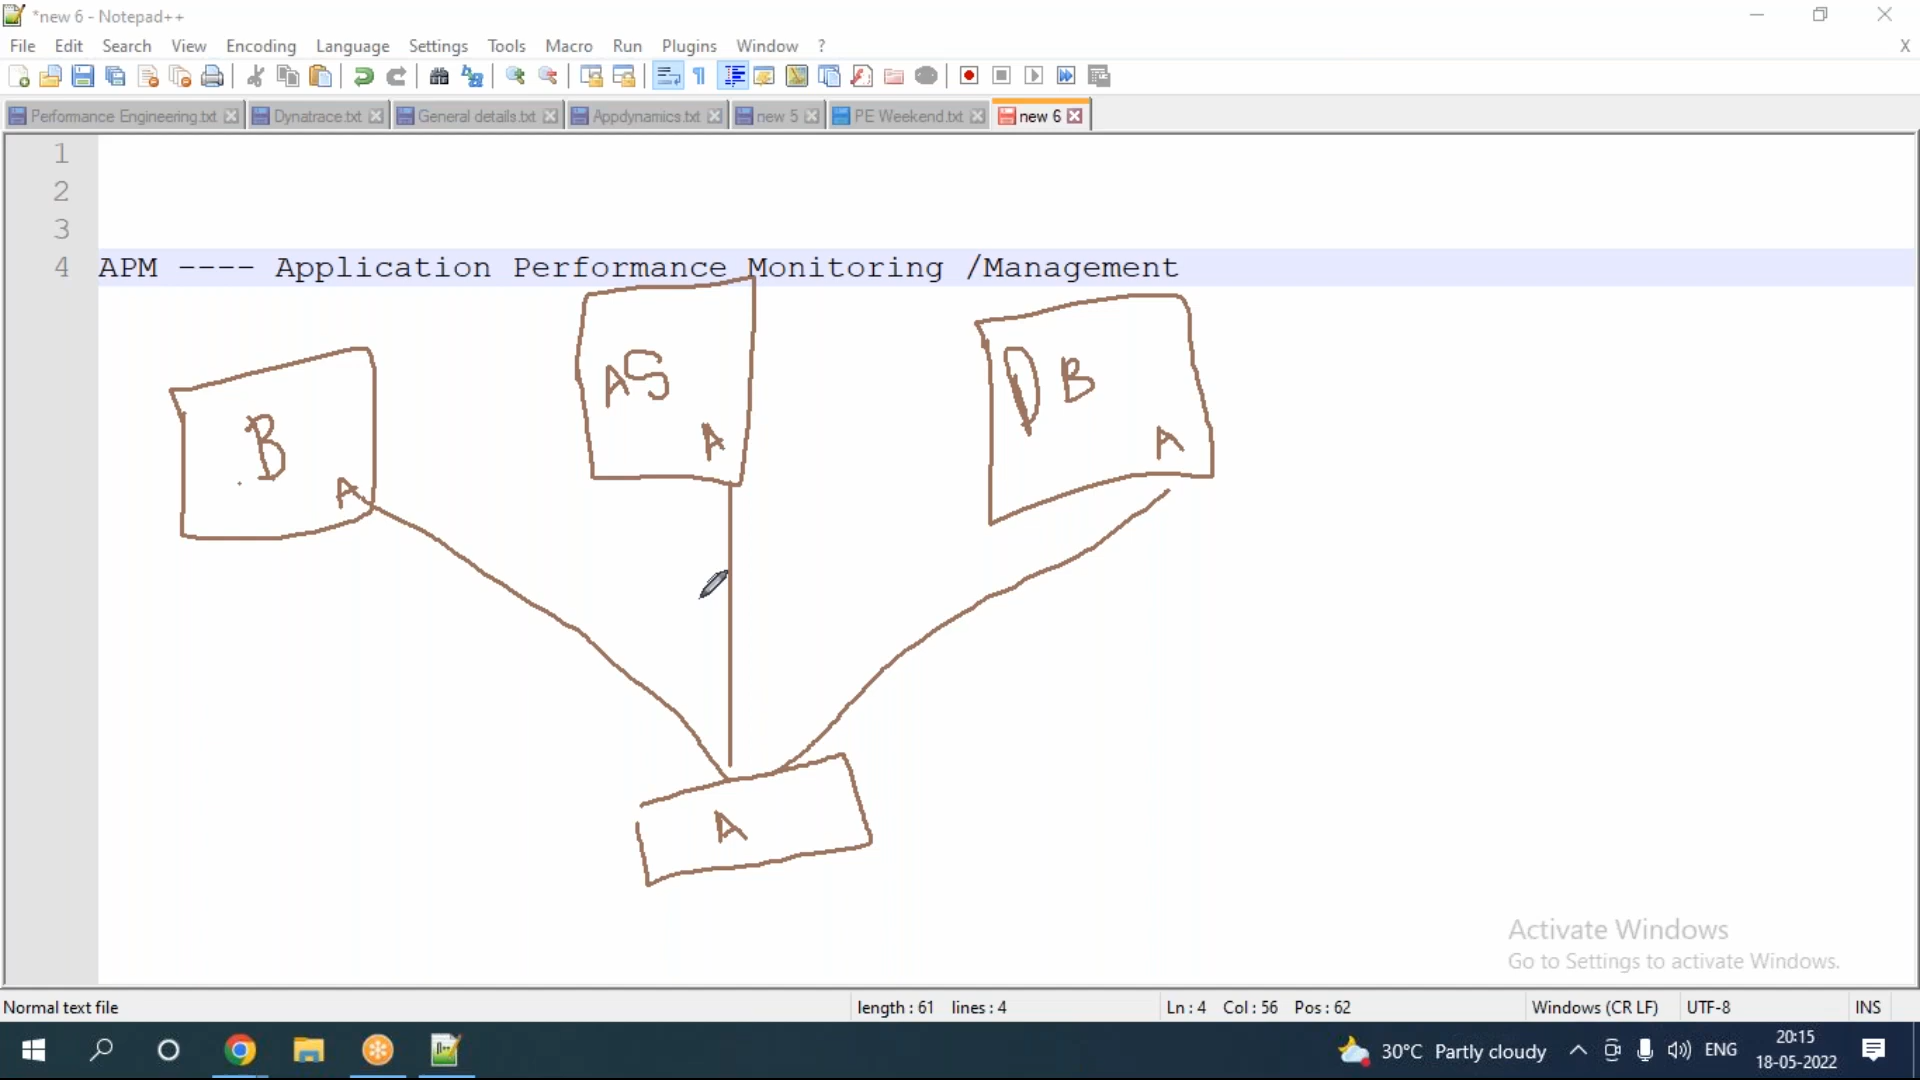 *new 6 - Notepad++
File Edit Search View Encoding Language Settings Tools Macro Run Plugins Window ? X
Performance Engineering.txt Dynatrace.txt General details.txt Appdynamics.txt new 5 PE Weekend.txt new 6
1
2
3
4 APM ---- Application Performance Monitoring /Management
B A
AS A
DB A
A
Activate Windows
Go to Settings to activate Windows.
Normal text file length : 61 lines : 4 Ln : 4 Col : 56 Pos : 62 Windows (CR LF) UTF-8 INS
30°C Partly cloudy ENG 20:15
18-05-2022